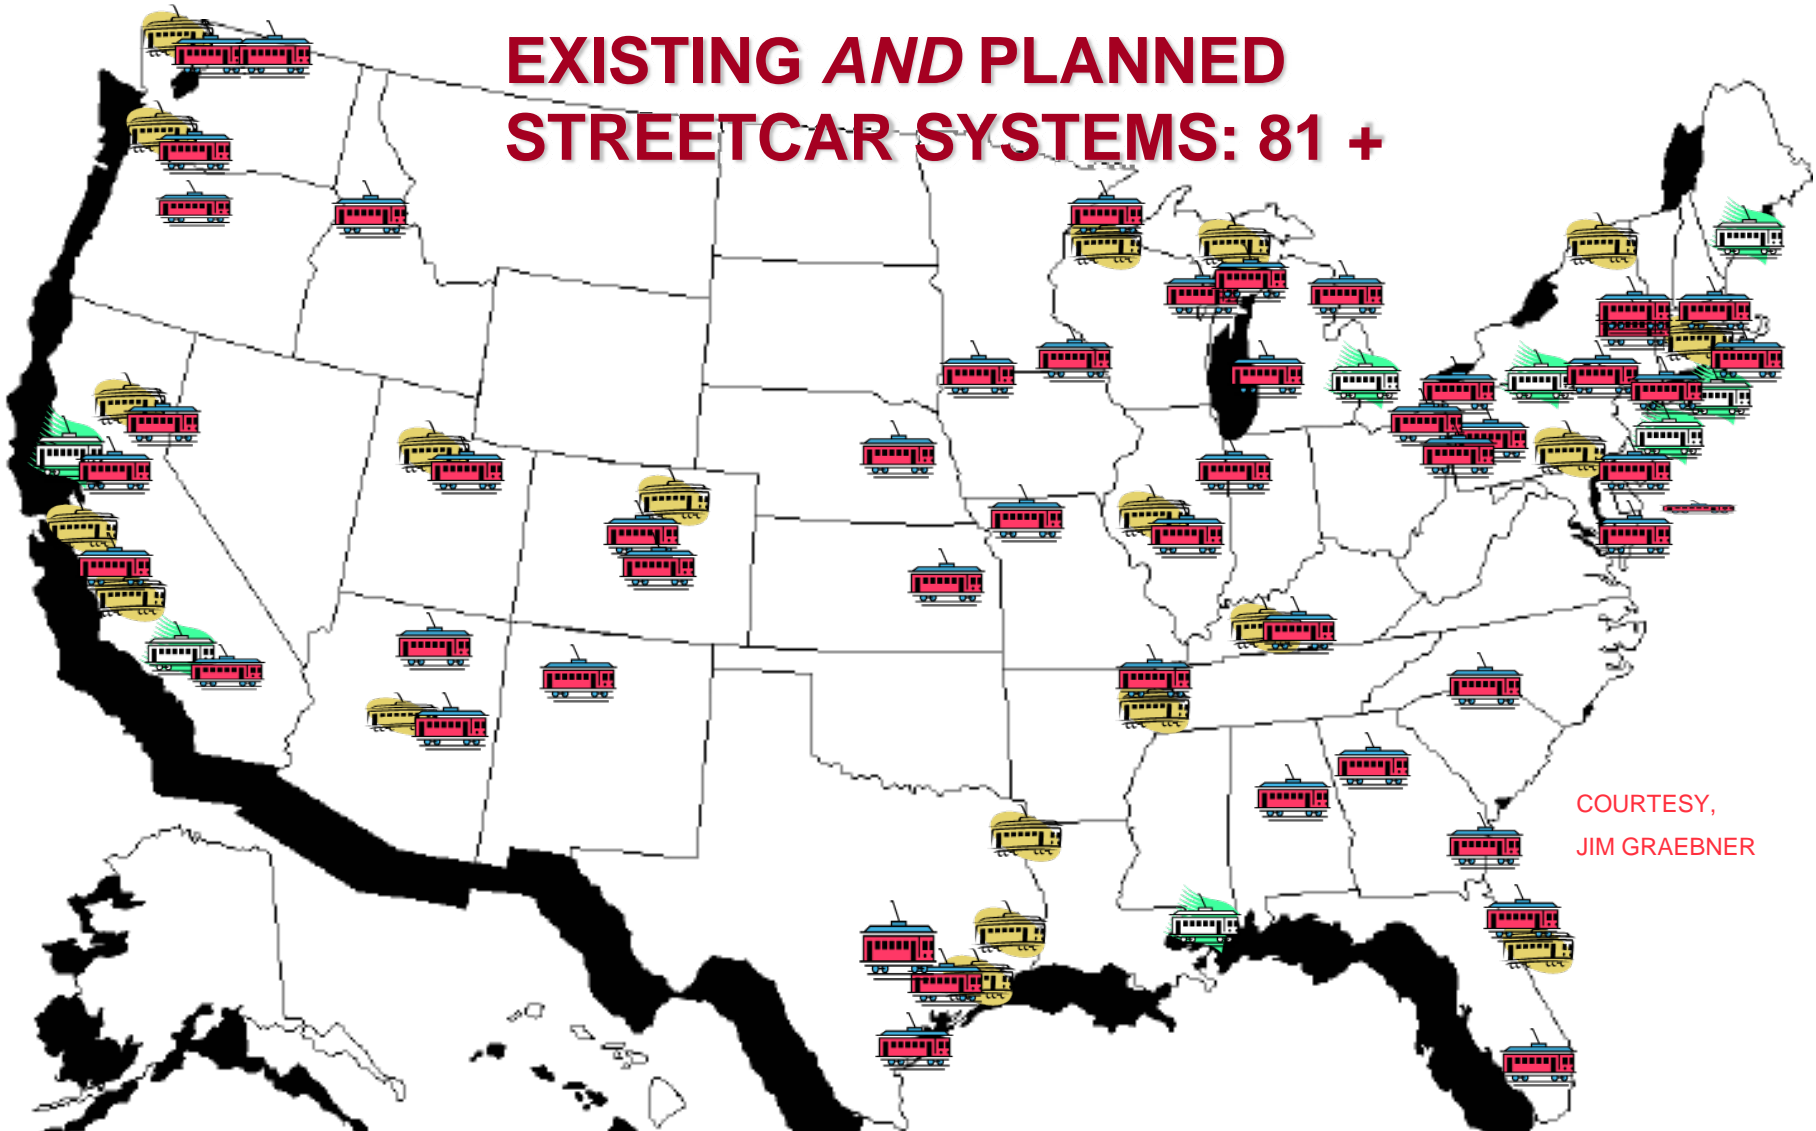 EXISTING AND PLANNED
STREETCAR SYSTEMS: 81 +
COURTESY,
JIM GRAEBNER